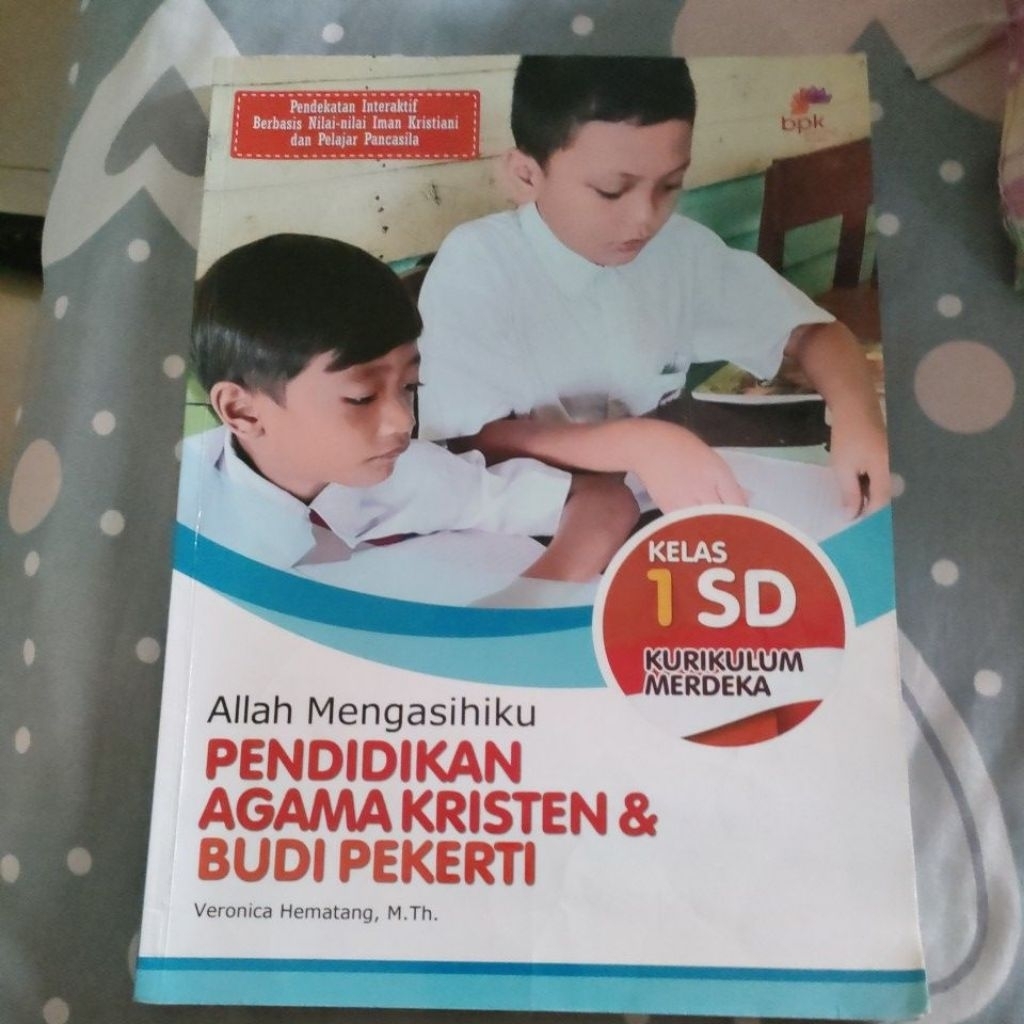 Pendekatan Interaktif
Berbasis Nilai-nilai Iman Kristiani
dan Pelajar Pancasila
bpk
KELAS
1 SD
KURIKULUM
MERDEKA
Allah Mengasihiku
PENDIDIKAN
AGAMA KRISTEN &
BUDI PEKERTI
Veronica Hematang, M.Th.